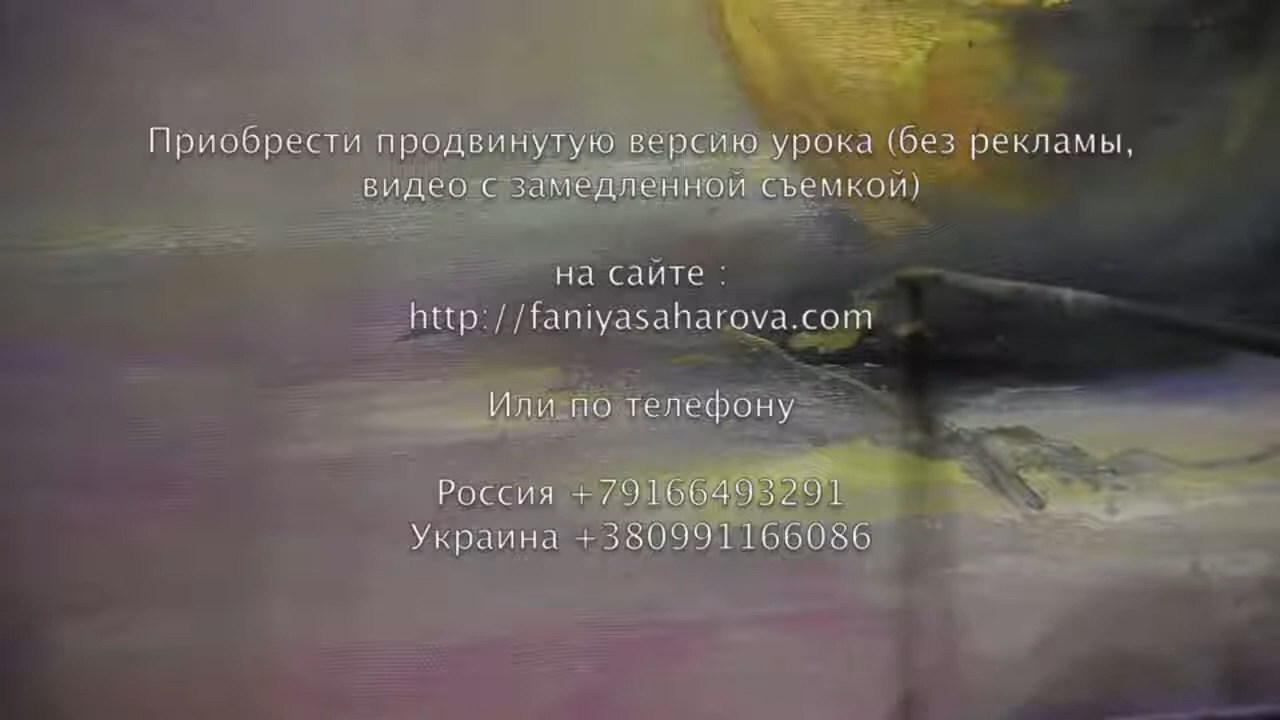 Приобрести продвинутую версию урока (без рекламы,
видео с замедленной съемкой)
на сайте :
http://faniyasaharova.com
Или по телефону
Россия +79166493291
Украина +380991166086